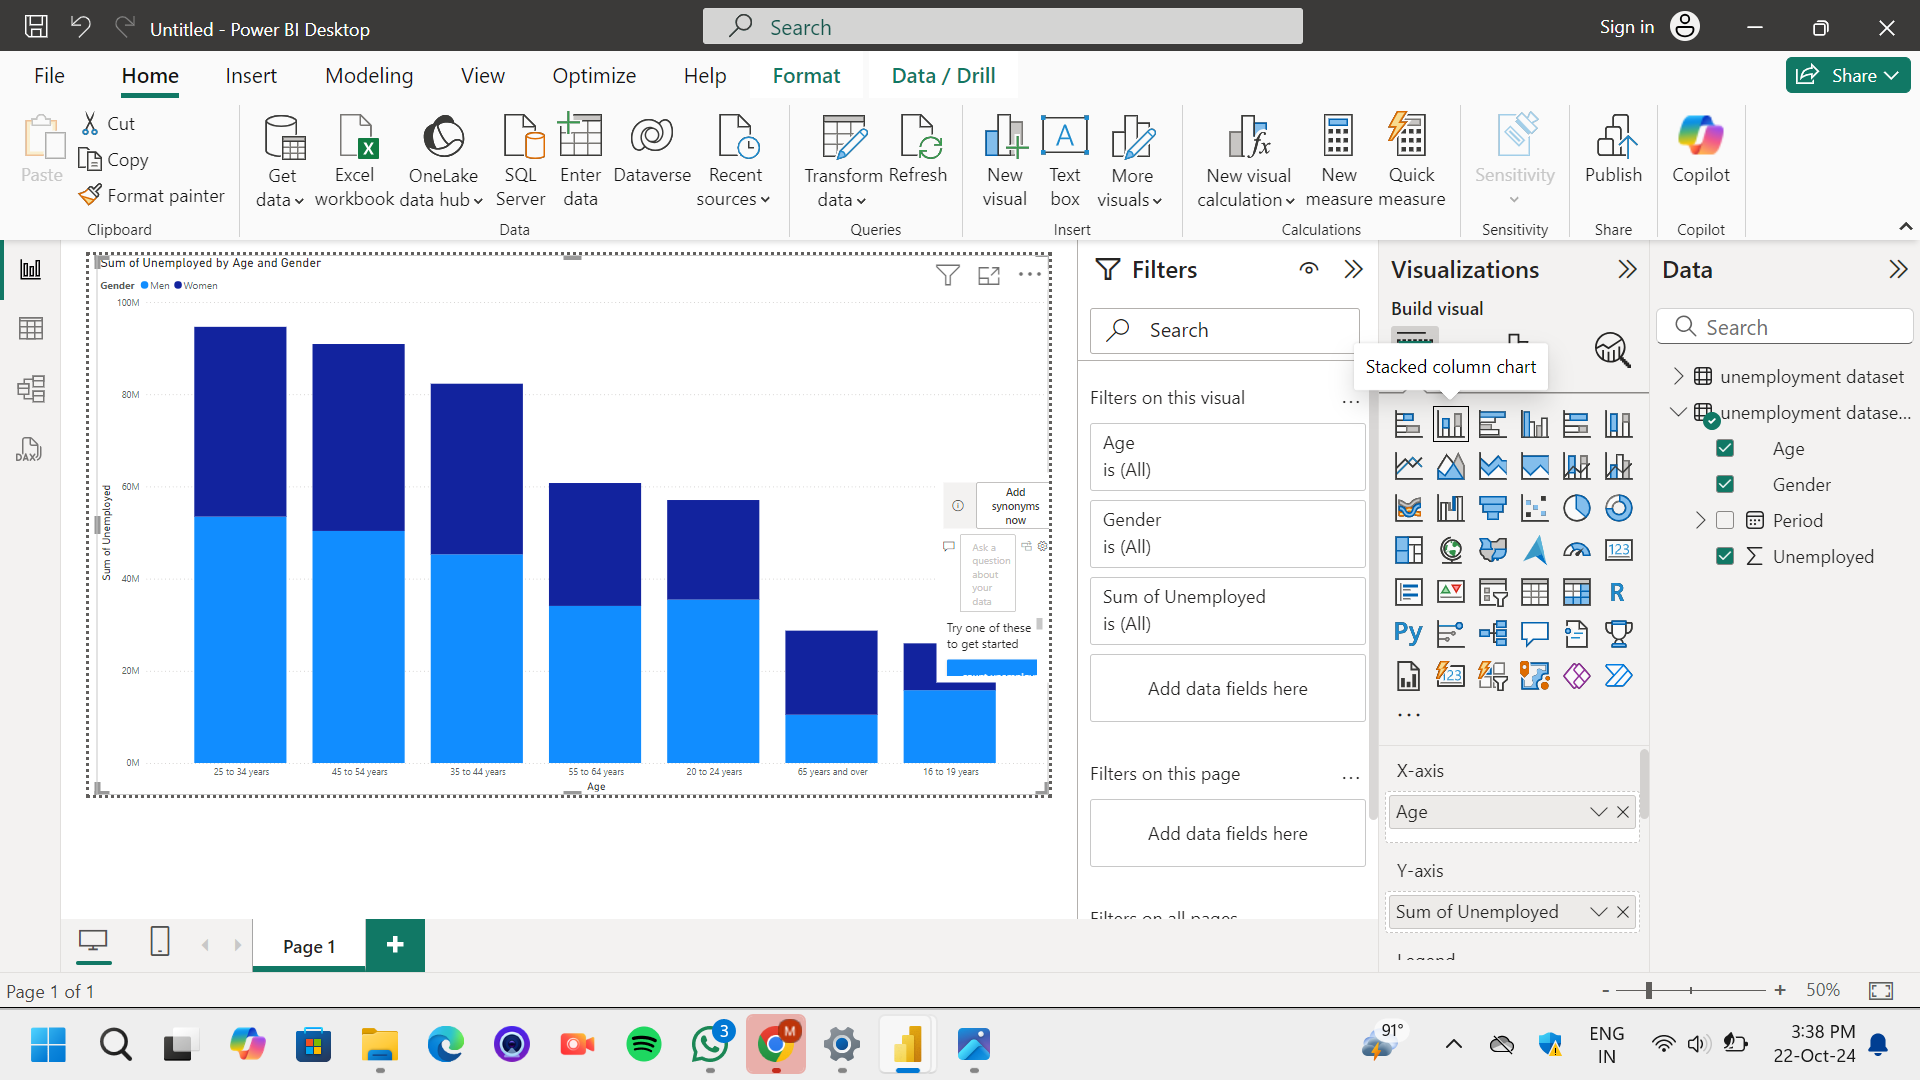 Untitled - Power BI Desktop
Search
Sign in
File
Home
Insert
Modeling
View
Optimize
Help
Format
Data / Drill
Share
Paste
Cut
Copy
Format painter
Clipboard
Get
data
Excel
workbook
OneLake
data hub
SQL
Server
Enter
data
Dataverse
Recent
sources
Data
Transform
data
Refresh
Queries
New
visual
Text
box
More
visuals
Insert
New visual
calculation
New
measure
Quick
measure
Calculations
Sensitivity
Sensitivity
Publish
Share
Copilot
Copilot
Sum of Unemployed by Age and Gender
Gender Men Women
100M
80M
60M
40M
20M
0M
Sum of Unemployed
25 to 34 years
45 to 54 years
35 to 44 years
55 to 64 years
20 to 24 years
65 years and over
16 to 19 years
Age
Add
synonyms
now
Ask a
question
about
your
data
Try one of these
to get started
Filters
Search
Filters on this visual
Age
is (All)
Gender
is (All)
Sum of Unemployed
is (All)
Add data fields here
Filters on this page
Add data fields here
Filters on all pages
Visualizations
Build visual
Stacked column chart
123
R
Py
123
X-axis
Age
Y-axis
Sum of Unemployed
Legend
Data
Search
unemployment dataset
unemployment datase...
Age
Gender
Period
Unemployed
DAX
Page 1
Page 1 of 1
50%
3
M
91°
ENG
IN
3:38 PM
22-Oct-24